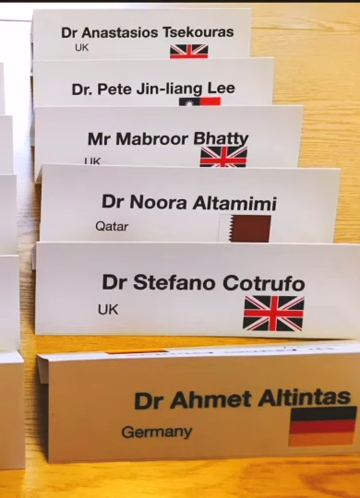 Dr Anastasios Tsekouras
UK
Dr. Pete Jin-liang Lee
Mr Mabroor Bhatty
UK
Dr Noora Altamimi
Qatar
Dr Stefano Cotrufo
UK
Dr Ahmet Altintas
Germany